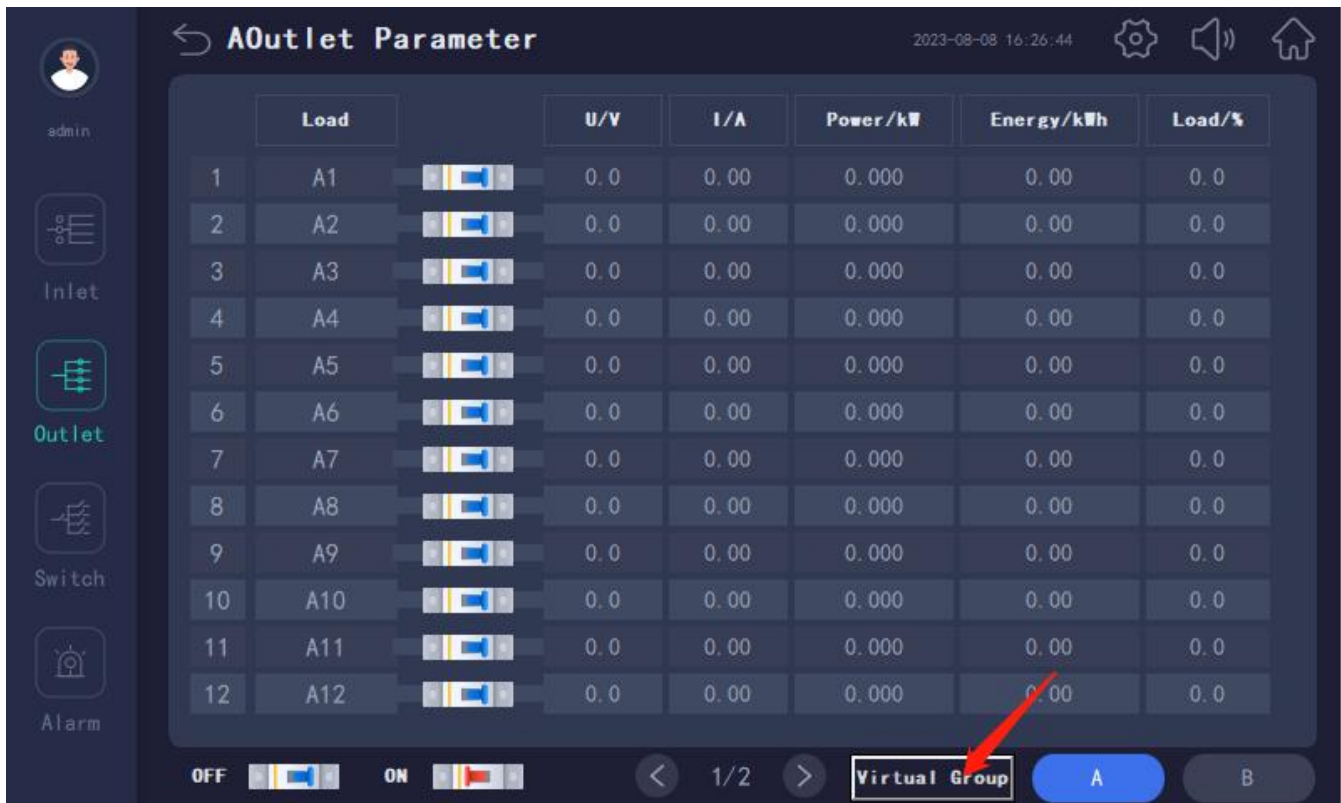 AOutlet Parameter 2023-08-08 16:26:44
admin
Load U/V I/A Power/kW Energy/kWh Load/%
1 A1 0.0 0.00 0.000 0.00 0.0
2 A2 0.0 0.00 0.000 0.00 0.0
Inlet
3 A3 0.0 0.00 0.000 0.00 0.0
4 A4 0.0 0.00 0.000 0.00 0.0
5 A5 0.0 0.00 0.000 0.00 0.0
6 A6 0.0 0.00 0.000 0.00 0.0
Outlet
7 A7 0.0 0.00 0.000 0.00 0.0
8 A8 0.0 0.00 0.000 0.00 0.0
9 A9 0.0 0.00 0.000 0.00 0.0
Switch
10 A10 0.0 0.00 0.000 0.00 0.0
11 A11 0.0 0.00 0.000 0.00 0.0
12 A12 0.0 0.00 0.000 0.00 0.0
Alarm
OFF ON < 1/2 > Virtual Group A B